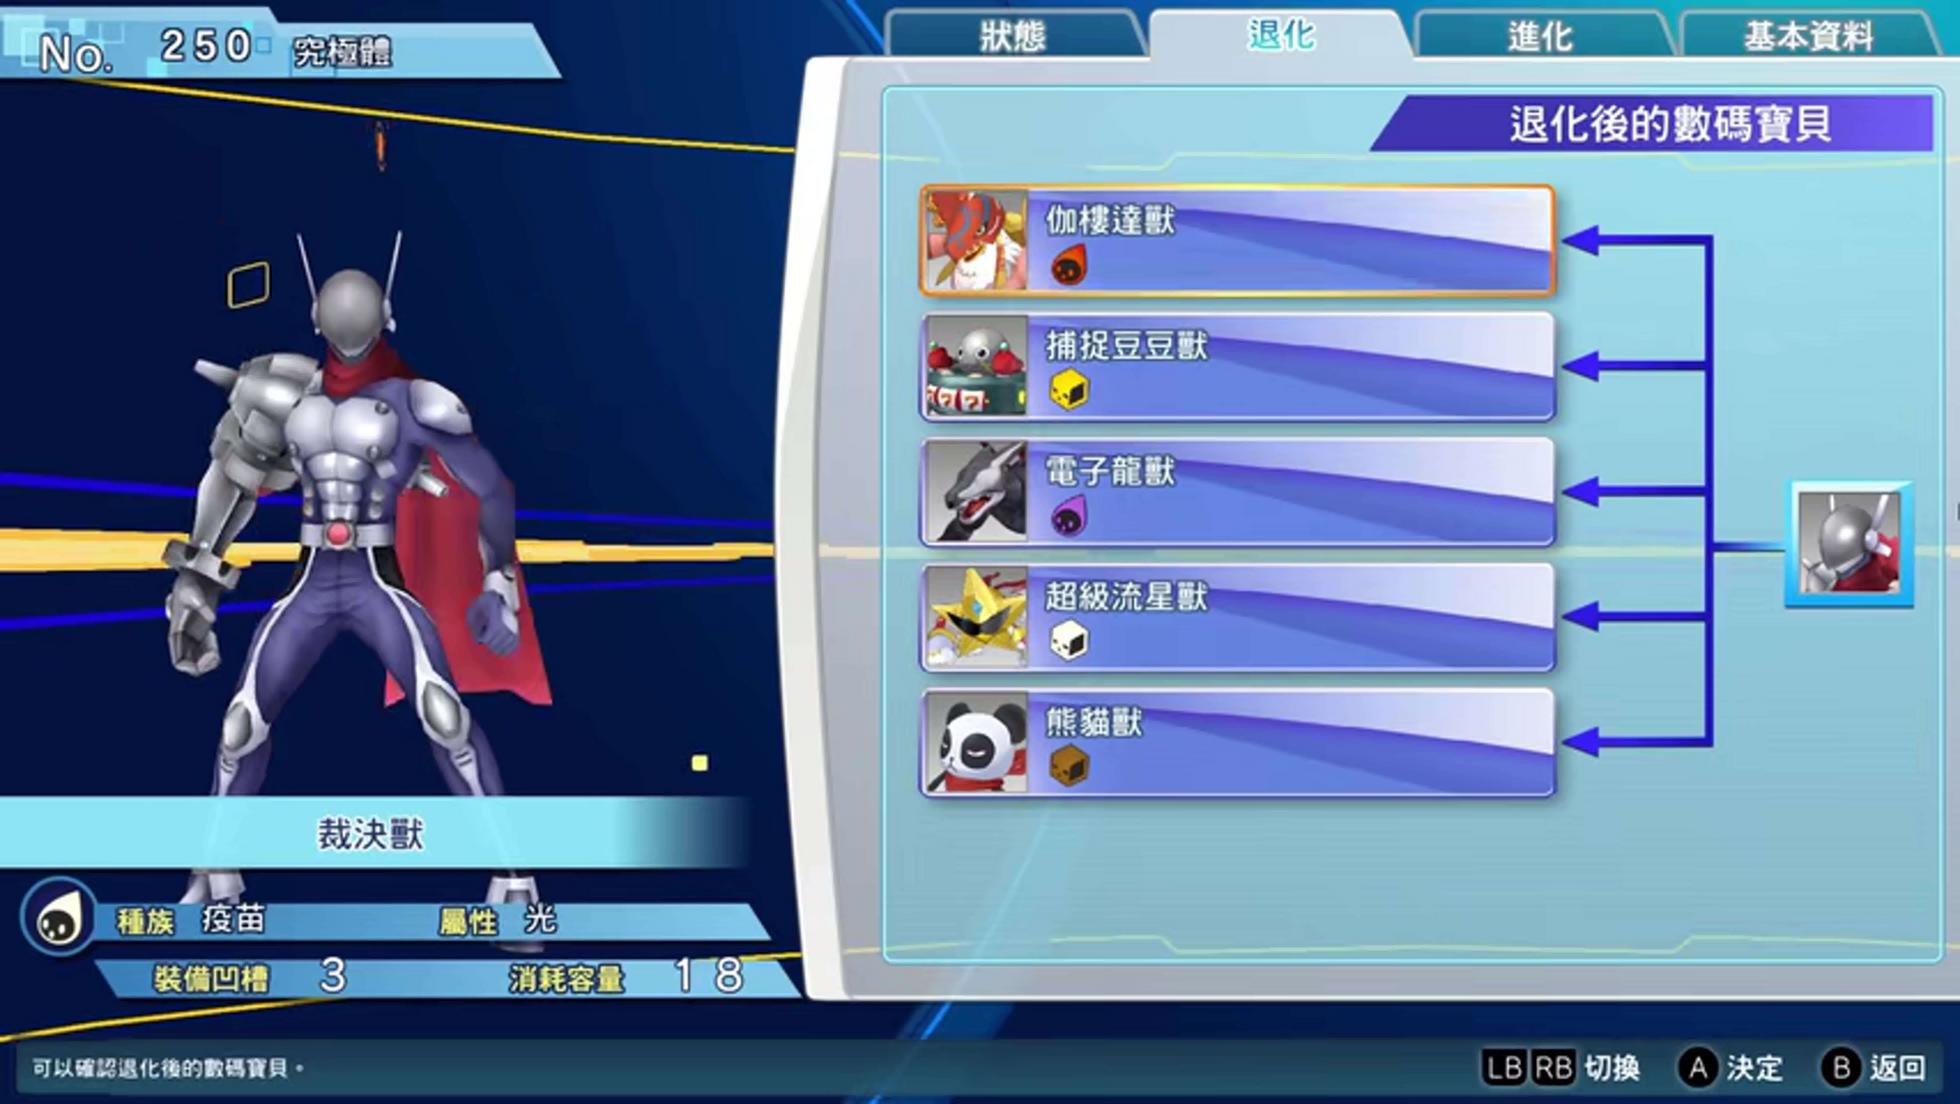 No. 250 究極體
狀態 退化 進化 基本資料
退化後的數碼寶貝
伽樓達獸
捕捉豆豆獸
電子龍獸
超級流星獸
熊貓獸
裁決獸
種族 疫苗 屬性 光
裝備凹槽 3 消耗容量 18
可以確認退化後的數碼寶貝。
LB RB 切換 A 決定 B 返回